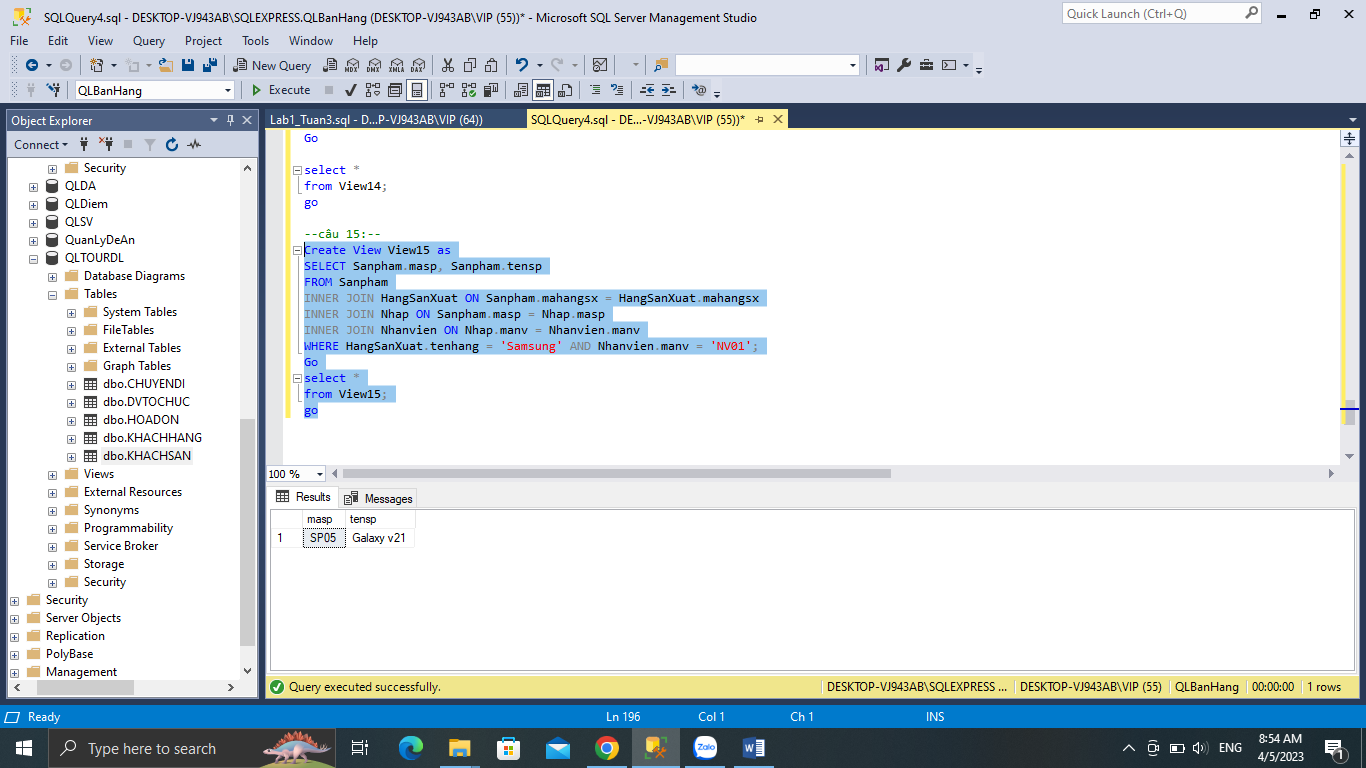 SQLQuery4.sql - DESKTOP-VJ943AB\SQLEXPRESS.QLBanHang (DESKTOP-VJ943AB\VIP (55))* - Microsoft SQL Server Management Studio
Quick Launch (Ctrl+Q)
File Edit View Query Project Tools Window Help
New Query
MDX DMX XMLA DAX
QLBanHang
Execute
Object Explorer
Lab1_Tuan3.sql - D...P-VJ943AB\VIP (64))
SQLQuery4.sql - DE...-VJ943AB\VIP (55))*
Connect
Security
QLDA
QLDiem
QLSV
QuanLyDeAn
QLTOURDL
Database Diagrams
Tables
System Tables
FileTables
External Tables
Graph Tables
dbo.CHUYENDI
dbo.DVTOCHUC
dbo.HOADON
dbo.KHACHHANG
dbo.KHACHSAN
Views
External Resources
Synonyms
Programmability
Service Broker
Storage
Security
Security
Server Objects
Replication
PolyBase
Management
Go
select *
from View14;
go
--câu 15:--
Create View View15 as
SELECT Sanpham.masp, Sanpham.tensp
FROM Sanpham
INNER JOIN HangSanXuat ON Sanpham.mahangsx = HangSanXuat.mahangsx
INNER JOIN Nhap ON Sanpham.masp = Nhap.masp
INNER JOIN Nhanvien ON Nhap.manv = Nhanvien.manv
WHERE HangSanXuat.tenhang = 'Samsung' AND Nhanvien.manv = 'NV01';
Go
select *
from View15;
go
100 %
Results Messages
masp tensp
1 SP05 Galaxy v21
Query executed successfully.
DESKTOP-VJ943AB\SQLEXPRESS ... DESKTOP-VJ943AB\VIP (55) QLBanHang 00:00:00 1 rows
Ready
Ln 196 Col 1 Ch 1 INS
Type here to search
Zalo
W
ENG
8:54 AM
4/5/2023
1